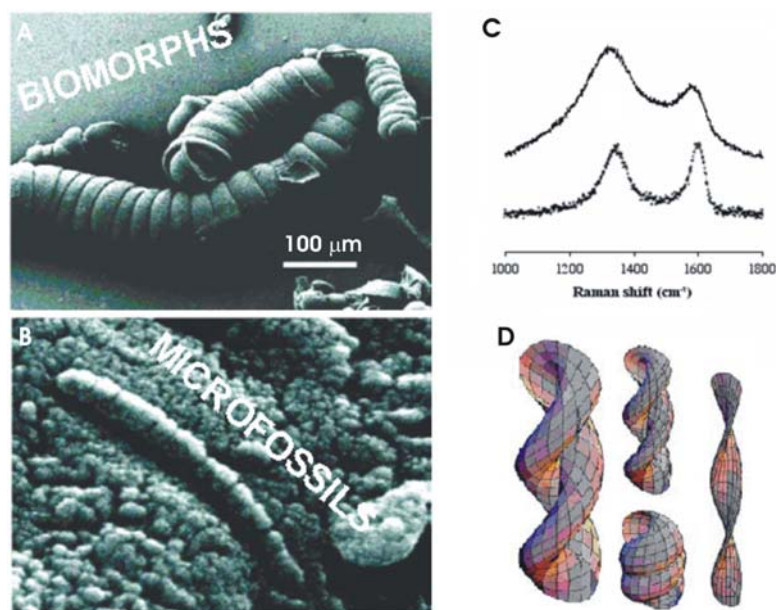 A
BIOMORPHS
100 μm
B
MICROFOSSILS
C
1000 1200 1400 1600 1800
Raman shift (cm⁻¹)
D